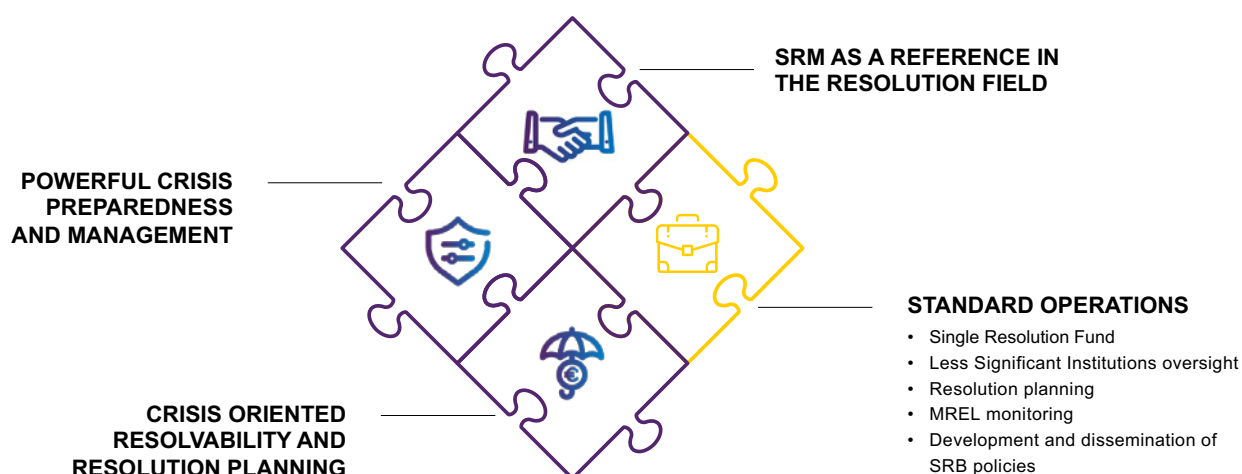 SRM AS A REFERENCE IN
THE RESOLUTION FIELD
POWERFUL CRISIS
PREPAREDNESS
AND MANAGEMENT
STANDARD OPERATIONS
• Single Resolution Fund
• Less Significant Institutions oversight
• Resolution planning
• MREL monitoring
• Development and dissemination of
SRB policies
CRISIS ORIENTED
RESOLVABILITY AND
RESOLUTION PLANNING
€